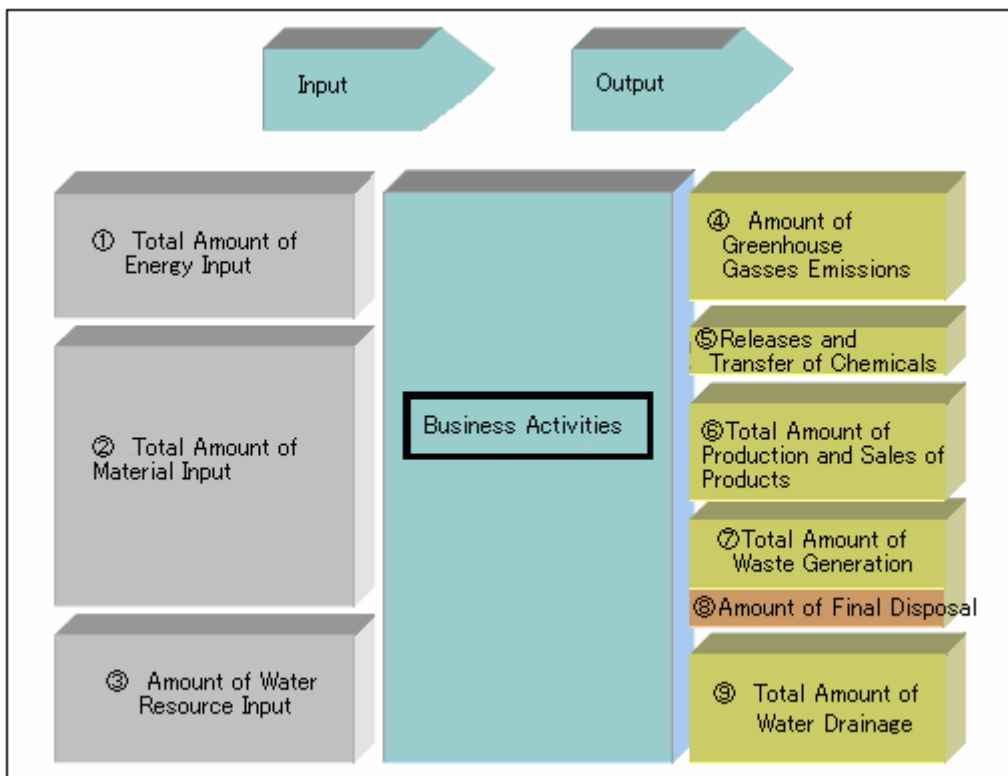 Input
Output
① Total Amount of
Energy Input
② Total Amount of
Material Input
③ Amount of Water
Resource Input
Business Activities
④ Amount of
Greenhouse
Gasses Emissions
⑤Releases and
Transfer of Chemicals
⑥Total Amount of
Production and Sales of
Products
⑦Total Amount of
Waste Generation
⑧Amount of Final Disposal
⑨ Total Amount of
Water Drainage